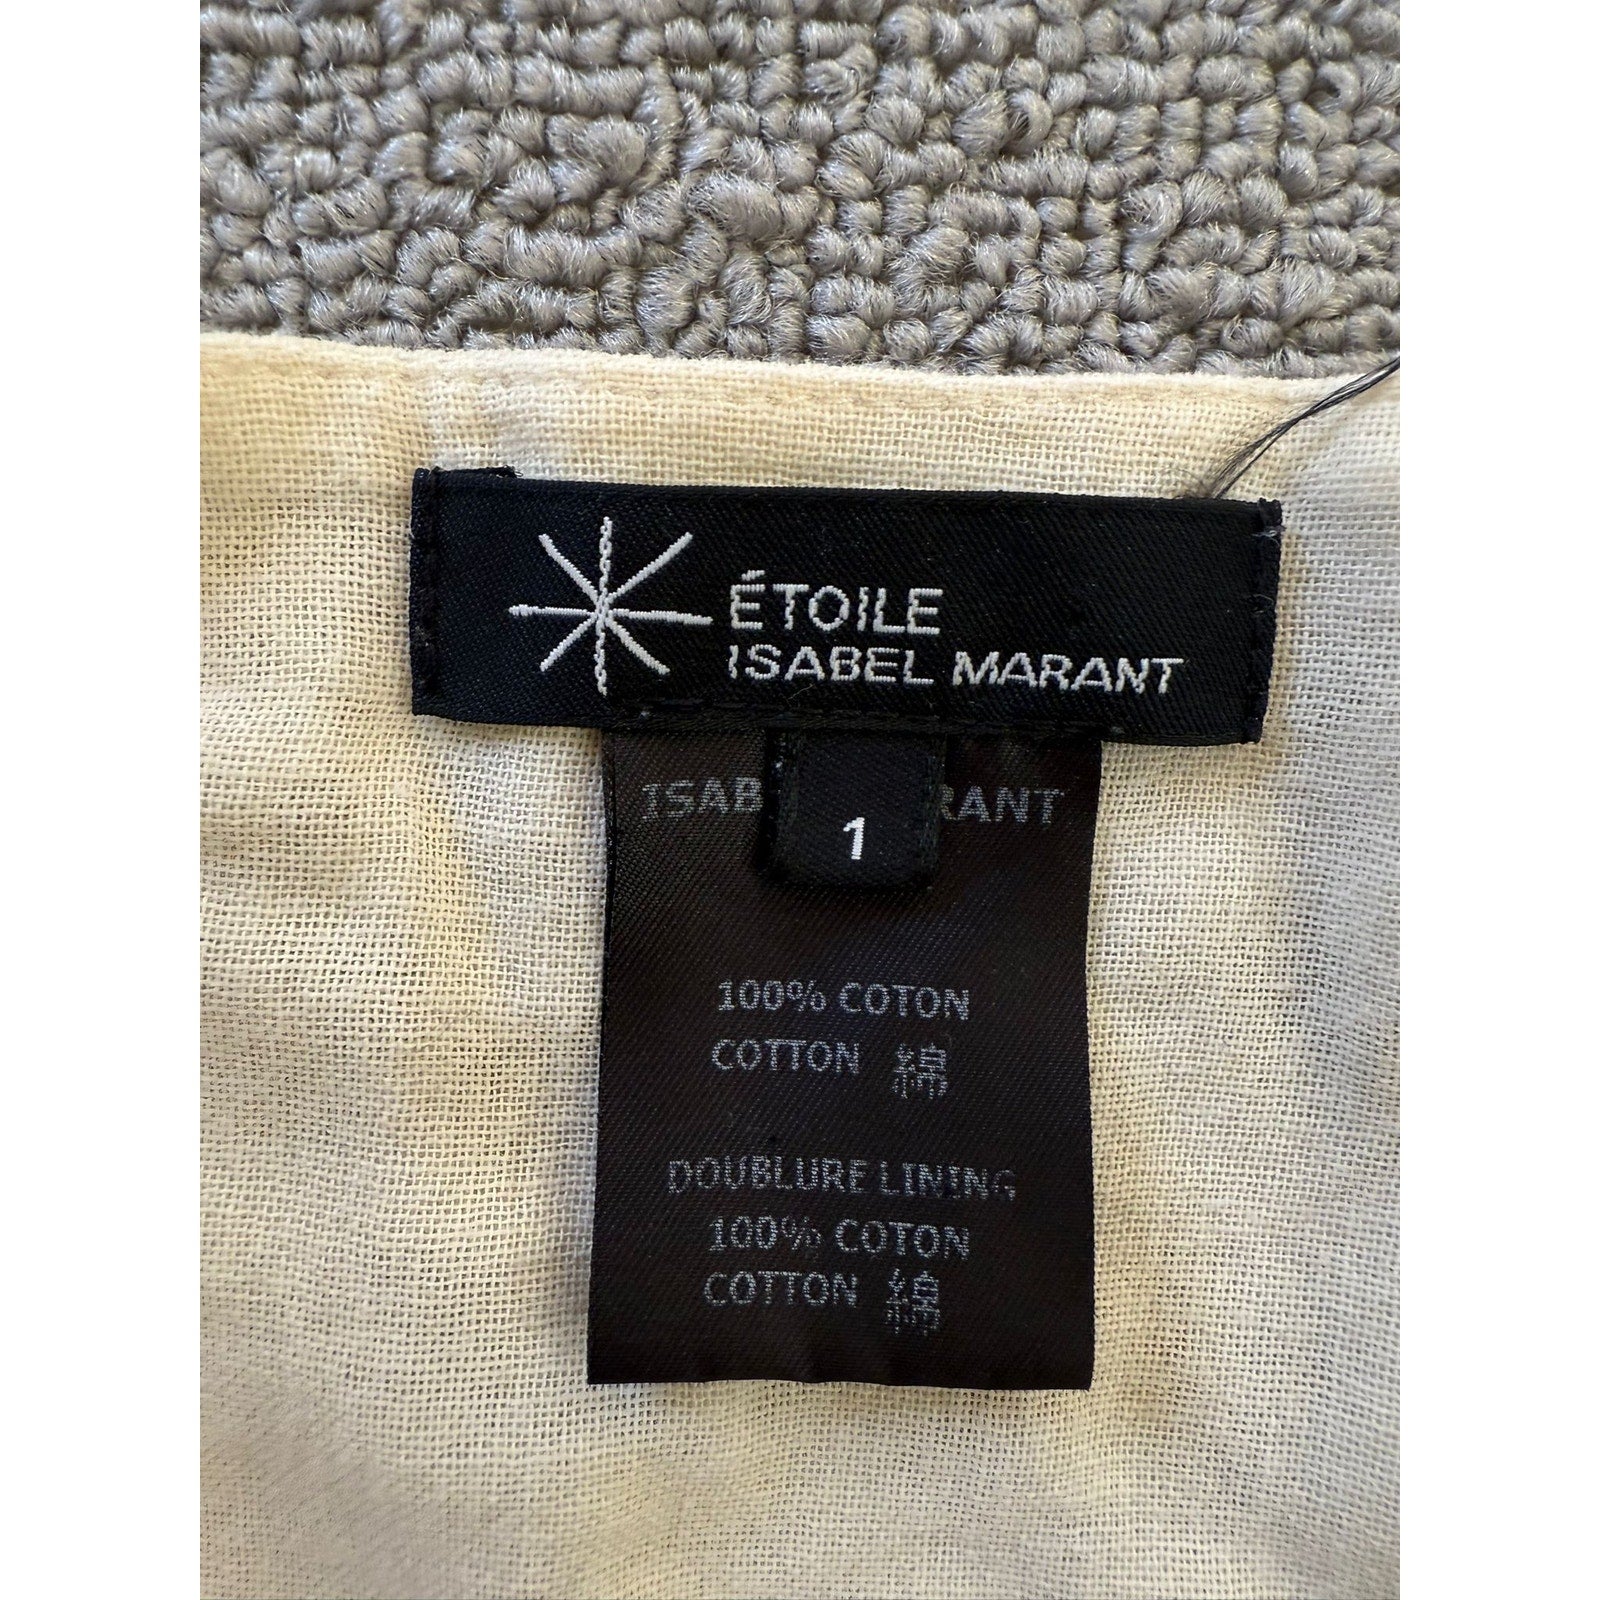 ÉTOILE
ISABEL MARANT
1
100% COTON
COTTON 綿
DOUBLURE LINING
100% COTON
COTTON 綿